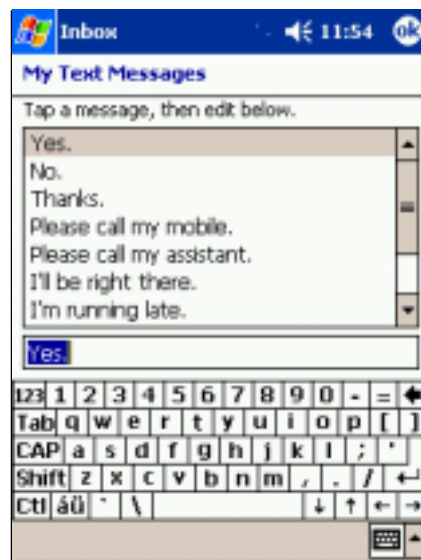 Inbox 11:54 ok
My Text Messages
Tap a message, then edit below.
Yes.
No.
Thanks.
Please call my mobile.
Please call my assistant.
I'll be right there.
I'm running late.
Yes.
123 1 2 3 4 5 6 7 8 9 0 - = ←
Tab q w e r t y u i o p [ ]
CAP a s d f g h j k l ; '
Shift z x c v b n m , . / ↵
Ctl áü ` \ ↓ ↑ ← →